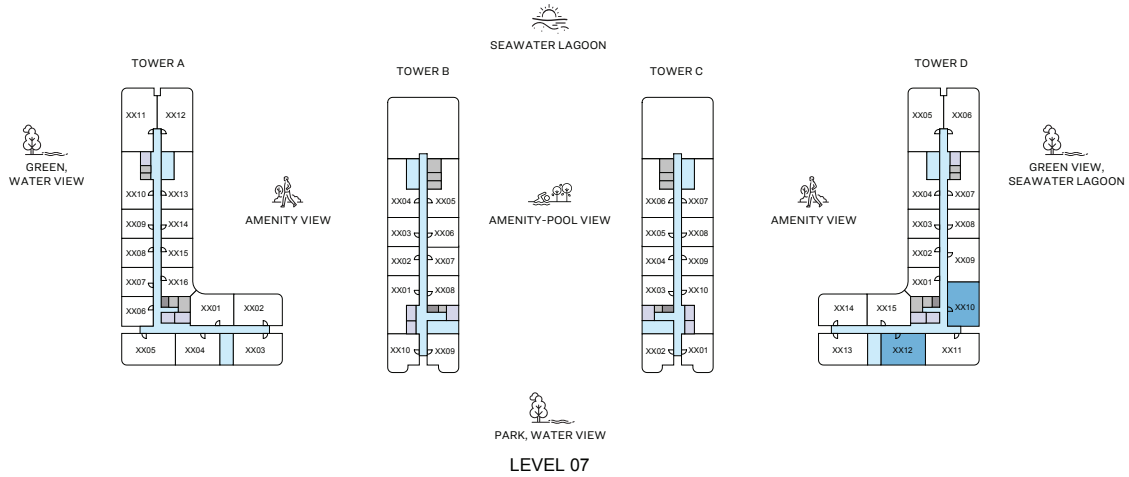 SEAWATER LAGOON
TOWER A
TOWER B
TOWER C
TOWER D
XX11 XX12
XX10 XX13
XX09 XX14
XX08 XX15
XX07 XX16
XX06 XX01 XX02
XX05 XX04 XX03
XX04 XX05
XX03 XX06
XX02 XX07
XX01 XX08
XX10 XX09
XX06 XX07
XX05 XX08
XX04 XX09
XX03 XX10
XX02 XX01
XX05 XX06
XX04 XX07
XX03 XX08
XX02 XX09
XX01
XX14 XX15 XX10
XX13 XX12 XX11
GREEN,
WATER VIEW
AMENITY VIEW
AMENITY-POOL VIEW
AMENITY VIEW
GREEN VIEW,
SEAWATER LAGOON
PARK, WATER VIEW
LEVEL 07